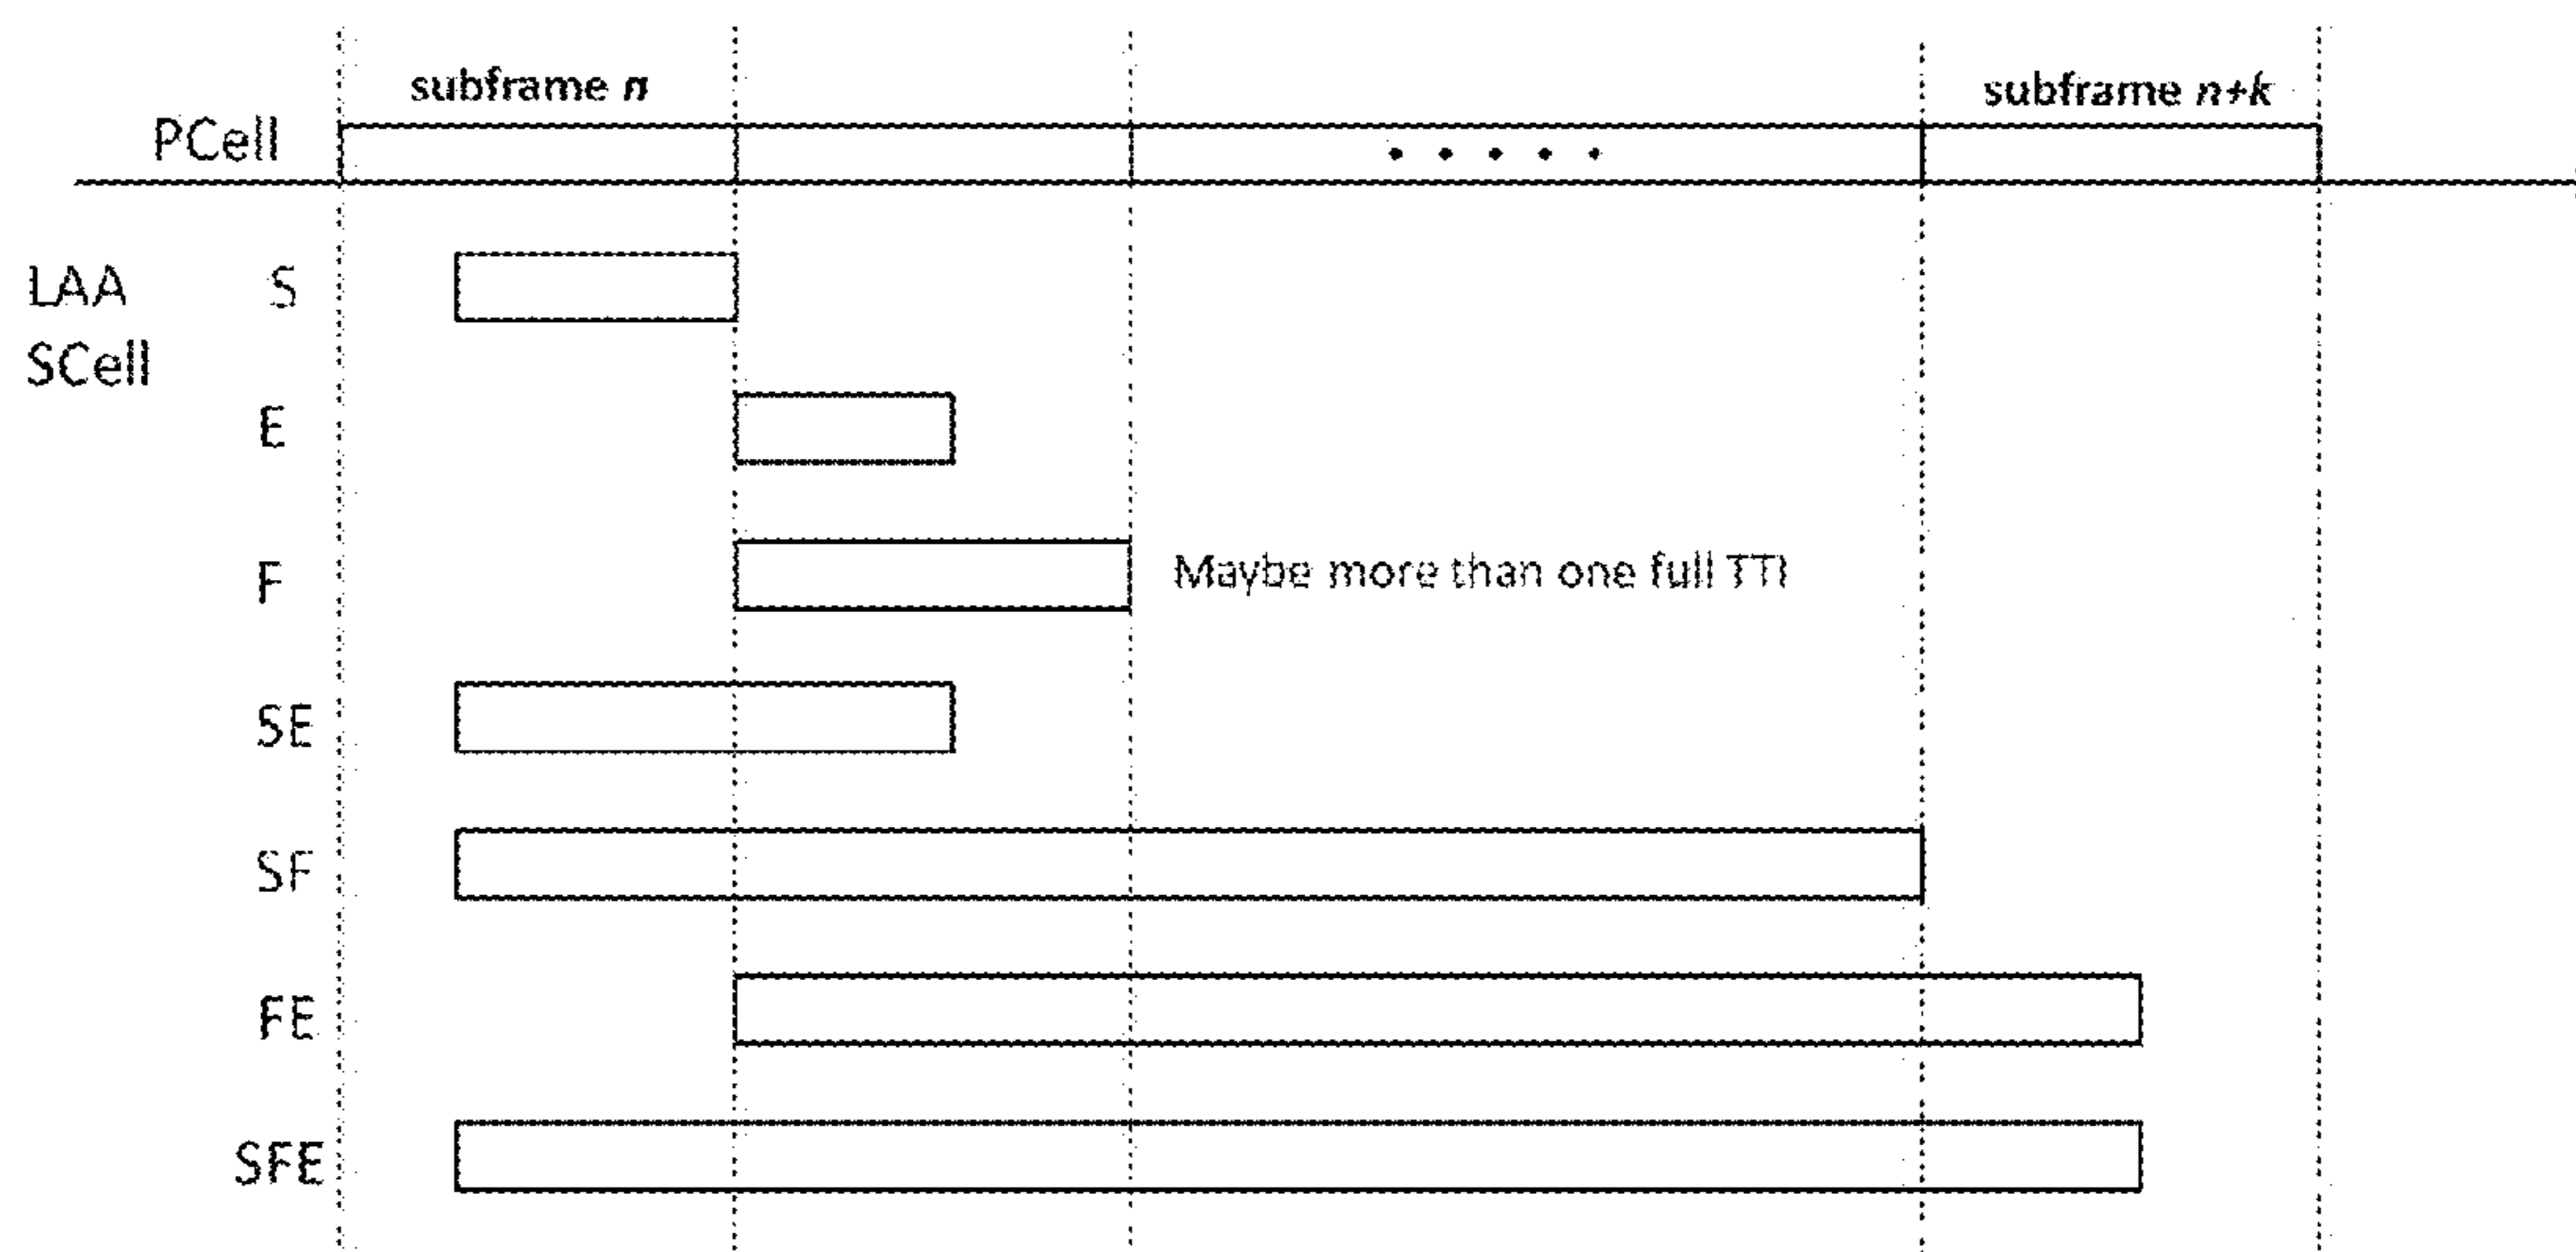 subframe n
subframe n+k
PCell
LAA
SCell
S
E
F
Maybe more than one full TTI
SE
SF
FE
SFE